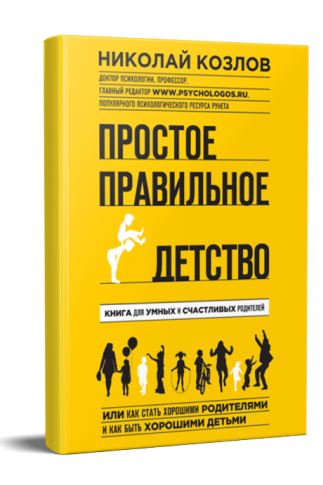 НИКОЛАЙ КОЗЛОВ
ДОКТОР ПСИХОЛОГИИ, ПРОФЕССОР,
ГЛАВНЫЙ РЕДАКТОР WWW.PSYCHOLOGOS.RU,
ПОПУЛЯРНОГО ПСИХОЛОГИЧЕСКОГО РЕСУРСА РУНЕТА
ПРОСТОЕ
ПРАВИЛЬНОЕ
ДЕТСТВО
КНИГА ДЛЯ УМНЫХ И СЧАСТЛИВЫХ РОДИТЕЛЕЙ
ИЛИ КАК СТАТЬ ХОРОШИМИ РОДИТЕЛЯМИ
И КАК БЫТЬ ХОРОШИМИ ДЕТЬМИ